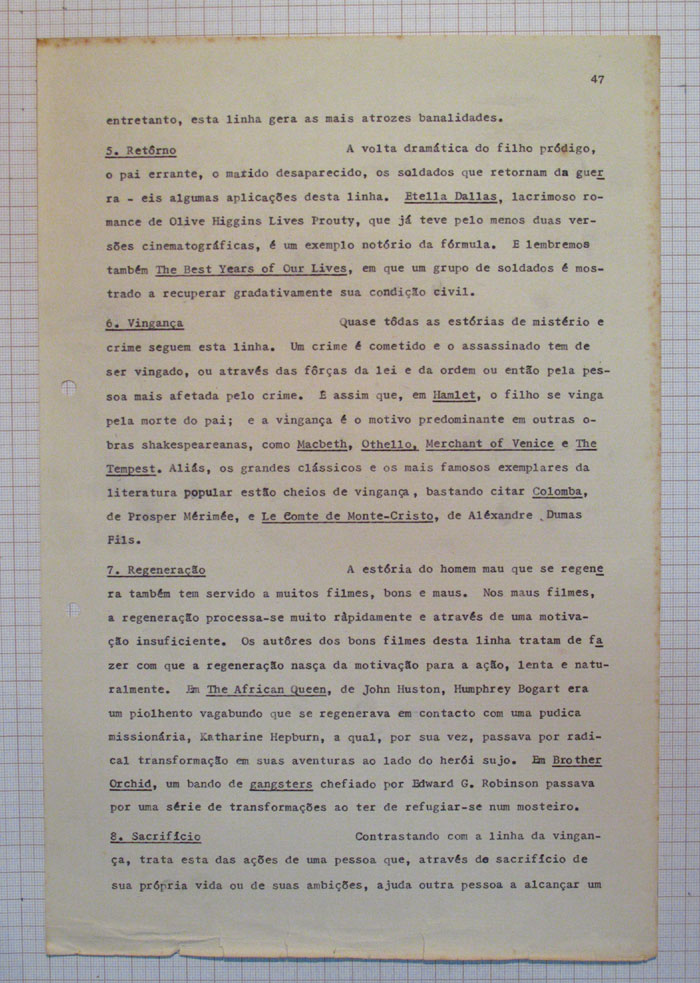 47
entretanto, esta linha gera as mais atrozes banalidades.
5. Retôrno A volta dramática do filho pródigo,
o pai errante, o marido desaparecido, os soldados que retornam da guer
ra - eis algumas aplicações desta linha. Etella Dallas, lacrimoso ro-
mance de Olive Higgins Lives Prouty, que já teve pelo menos duas ver-
sões cinematográficas, é um exemplo notório da fórmula. E lembremos
também The Best Years of Our Lives, em que um grupo de soldados é mos-
trado a recuperar gradativamente sua condição civil.
6. Vingança Quase tôdas as estórias de mistério e
crime seguem esta linha. Um crime é cometido e o assassinado tem de
ser vingado, ou através das fôrças da lei e da ordem ou então pela pes-
soa mais afetada pelo crime. E assim que, em Hamlet, o filho se vinga
pela morte do pai; e a vingança é o motivo predominante em outras o-
bras shakespeareanas, como Macbeth, Othello, Merchant of Venice e The
Tempest. Aliás, os grandes clássicos e os mais famosos exemplares da
literatura popular estão cheios de vingança, bastando citar Colomba,
de Prosper Mérimée, e Le Comte de Monte-Cristo, de Aléxandre Dumas
Fils.
7. Regeneração A estória do homem mau que se regene
ra também tem servido a muitos filmes, bons e maus. Nos maus filmes,
a regeneração processa-se muito ràpidamente e através de uma motiva-
ção insuficiente. Os autôres dos bons filmes desta linha tratam de fa
zer com que a regeneração nasça da motivação para a ação, lenta e natu-
ralmente. Em The African Queen, de John Huston, Humphrey Bogart era
um piolhento vagabundo que se regenerava em contacto com uma pudica
missionária, Katharine Hepburn, a qual, por sua vez, passava por radi-
cal transformação em suas aventuras ao lado do herói sujo. Em Brother
Orchid, um bando de gangsters chefiado por Edward G. Robinson passava
por uma série de transformações ao ter de refugiar-se num mosteiro.
8. Sacrifício Contrastando com a linha da vingan-
ça, trata esta das ações de uma pessoa que, através de sacrifício de
sua própria vida ou de suas ambições, ajuda outra pessoa a alcançar um